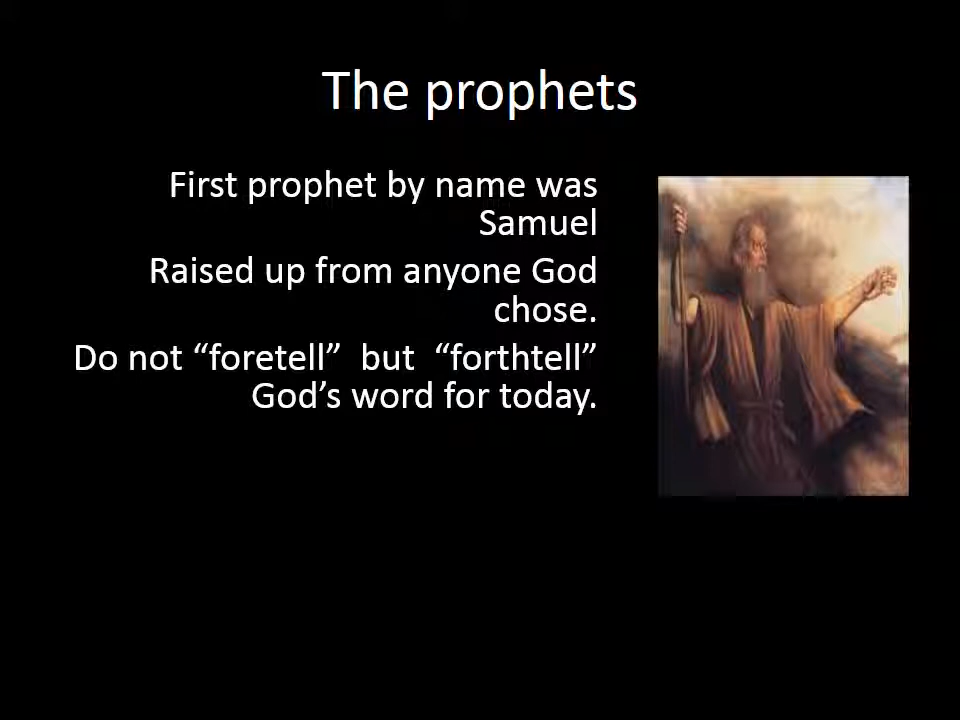 The prophets
First prophet by name was
Samuel
Raised up from anyone God
chose.
Do not “foretell”  but  “forthtell”
God’s word for today.